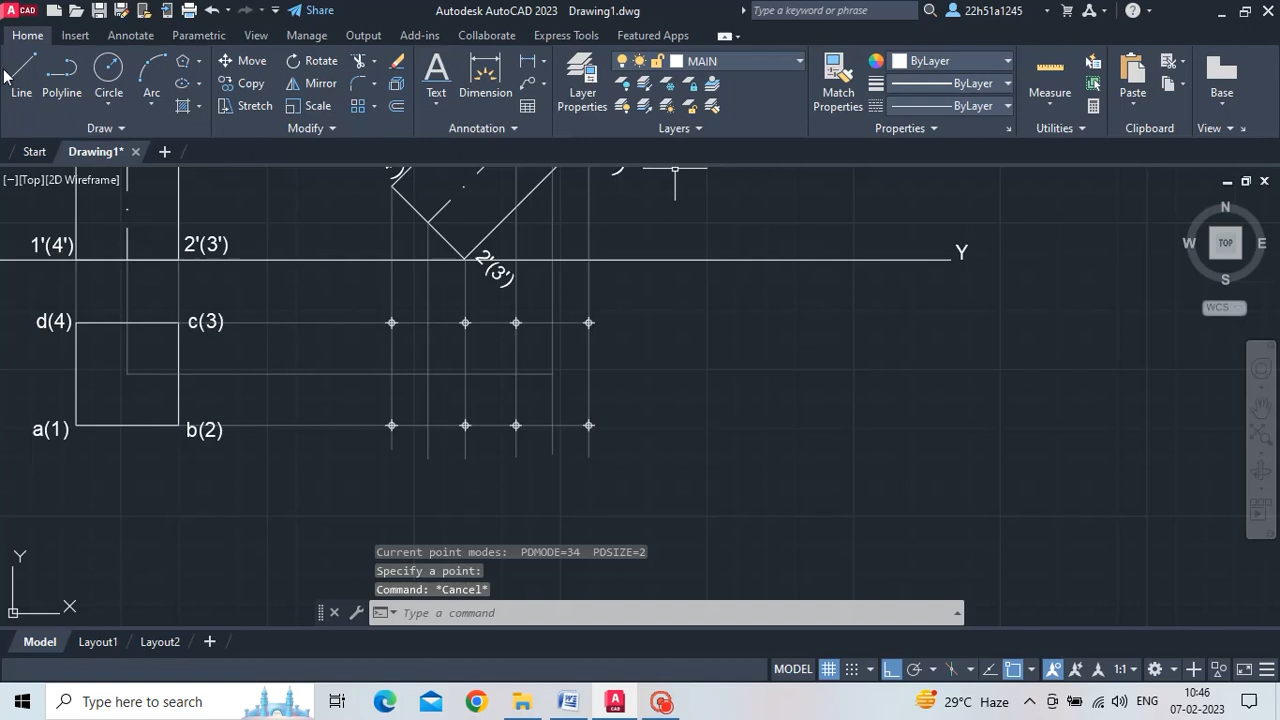 CAD
Share
Autodesk AutoCAD 2023 Drawing1.dwg
Type a keyword or phrase
22h51a1245
Home Insert Annotate Parametric View Manage Output Add-ins Collaborate Express Tools Featured Apps
Line Polyline Circle Arc
Move Rotate
Copy Mirror
Stretch Scale
Text Dimension
Layer Properties
MAIN
Match Properties
ByLayer
ByLayer
ByLayer
Measure
Paste
Base
Draw Modify Annotation Layers Properties Utilities Clipboard View
Start Drawing1*
[−][Top][2D Wireframe]
N
W TOP E
S
WCS
1'(4') 2'(3')
Y
2'(3')
d(4) c(3)
a(1) b(2)
Y
X
Current point modes: PDMODE=34 PDSIZE=2
Specify a point:
Command: *Cancel*
Type a command
Model Layout1 Layout2
MODEL 1:1
Type here to search
29°C Haze
ENG
10:46
07-02-2023